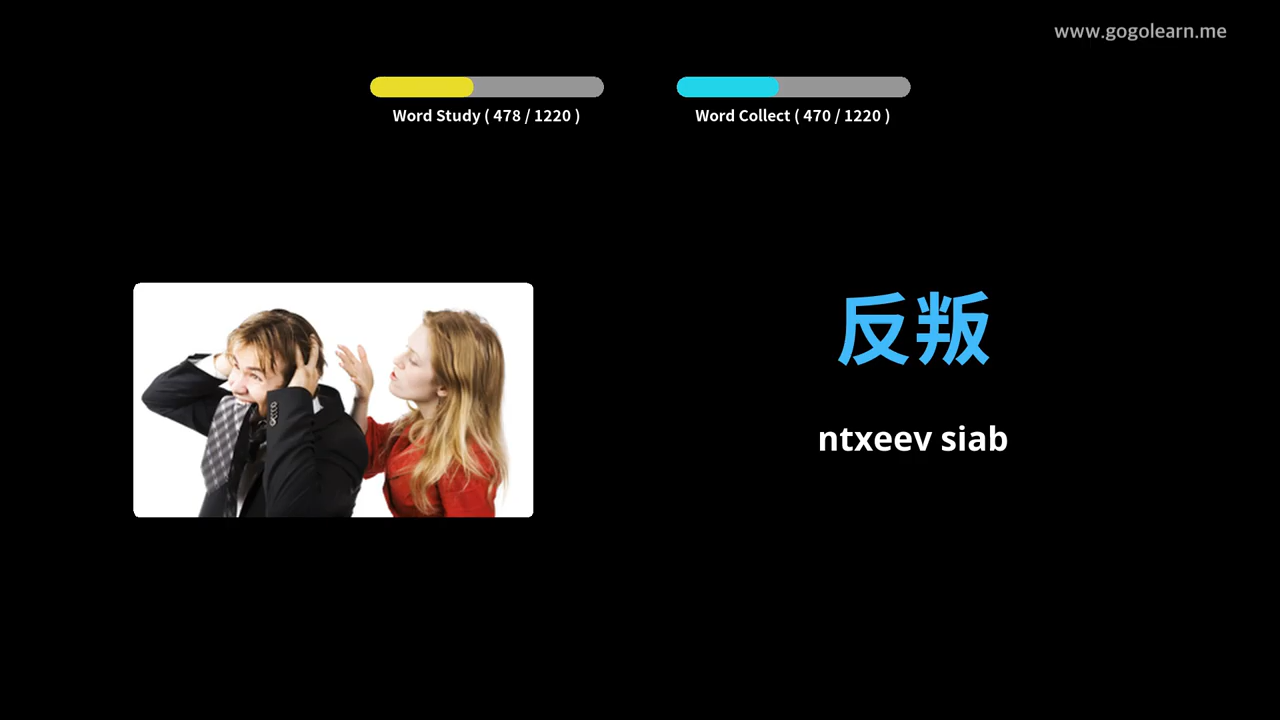 www.gogolearn.me
Word Study ( 478 / 1220 )
Word Collect ( 470 / 1220 )
反叛
ntxeev siab